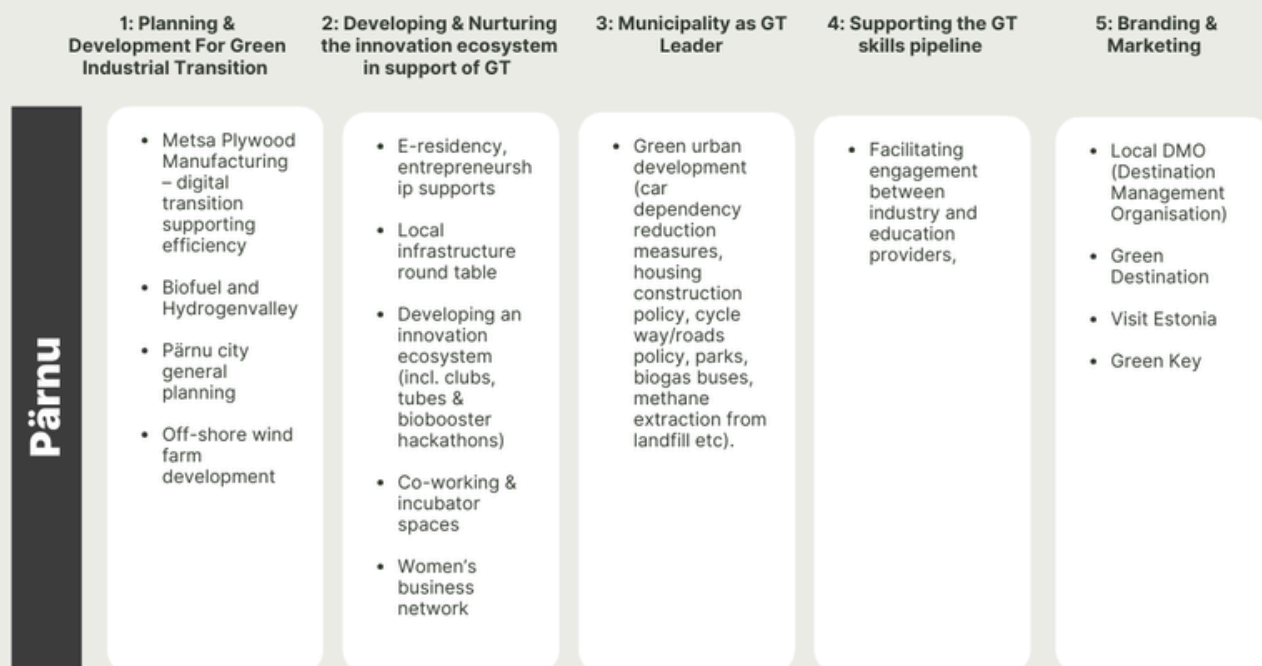 1: Planning &
Development For Green
Industrial Transition
2: Developing & Nurturing
the innovation ecosystem
in support of GT
3: Municipality as GT
Leader
4: Supporting the GT
skills pipeline
5: Branding &
Marketing
Pärnu
• Metsa Plywood
Manufacturing
– digital
transition
supporting
efficiency
• Biofuel and
Hydrogenvalley
• Pärnu city
general
planning
• Off-shore wind
farm
development
• E-residency,
entrepreneursh
ip supports
• Local
infrastructure
round table
• Developing an
innovation
ecosystem
(incl. clubs,
tubes &
biobooster
hackathons)
• Co-working &
incubator
spaces
• Women’s
business
network
• Green urban
development
(car
dependency
reduction
measures,
housing
construction
policy, cycle
way/roads
policy, parks,
biogas buses,
methane
extraction from
landfill etc).
• Facilitating
engagement
between
industry and
education
providers,
• Local DMO
(Destination
Management
Organisation)
• Green
Destination
• Visit Estonia
• Green Key